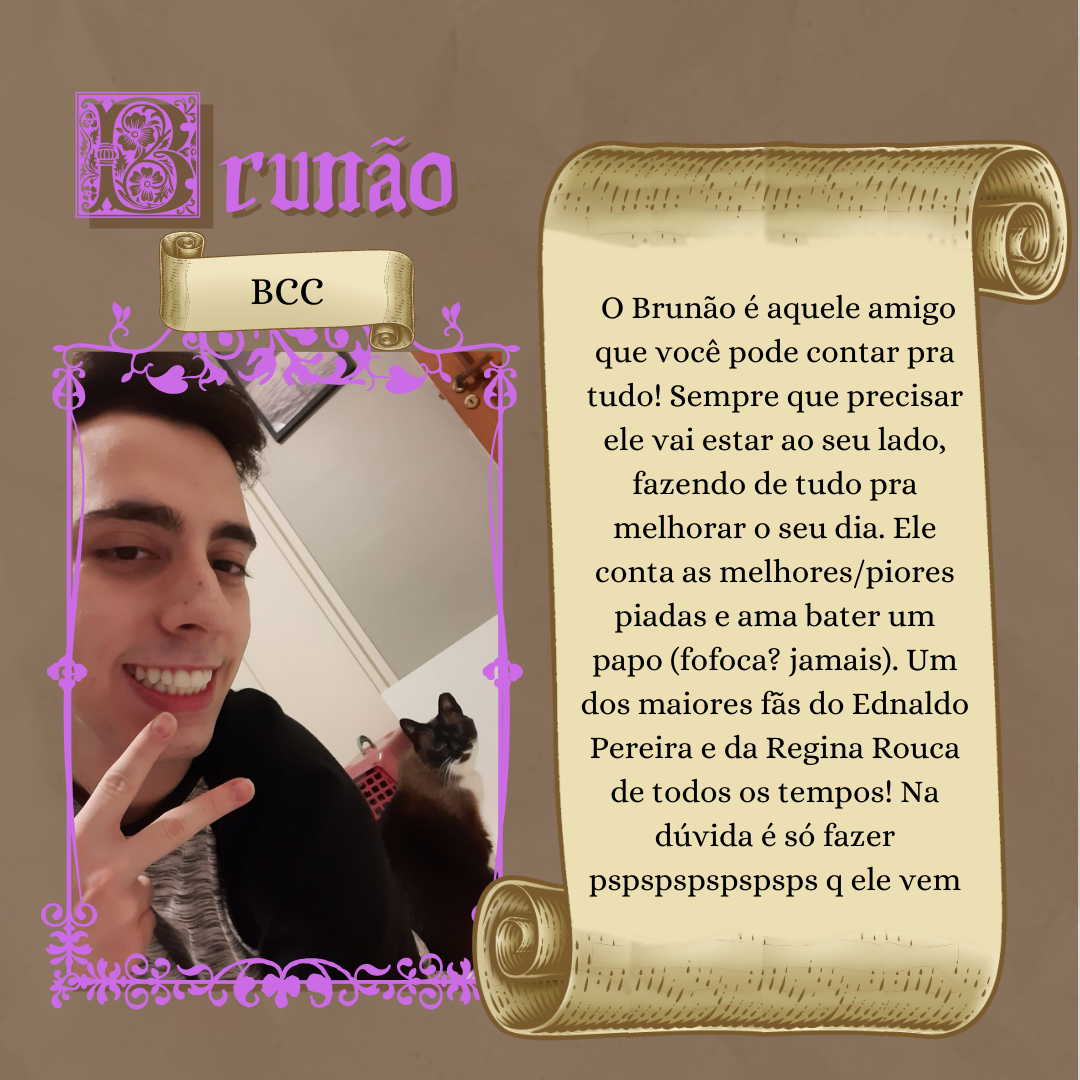 Brunão
BCC
O Brunão é aquele amigo
que você pode contar pra
tudo! Sempre que precisar
ele vai estar ao seu lado,
fazendo de tudo pra
melhorar o seu dia. Ele
conta as melhores/piores
piadas e ama bater um
papo (fofoca? jamais). Um
dos maiores fãs do Ednaldo
Pereira e da Regina Rouca
de todos os tempos! Na
dúvida é só fazer
pspspspspspsps q ele vem